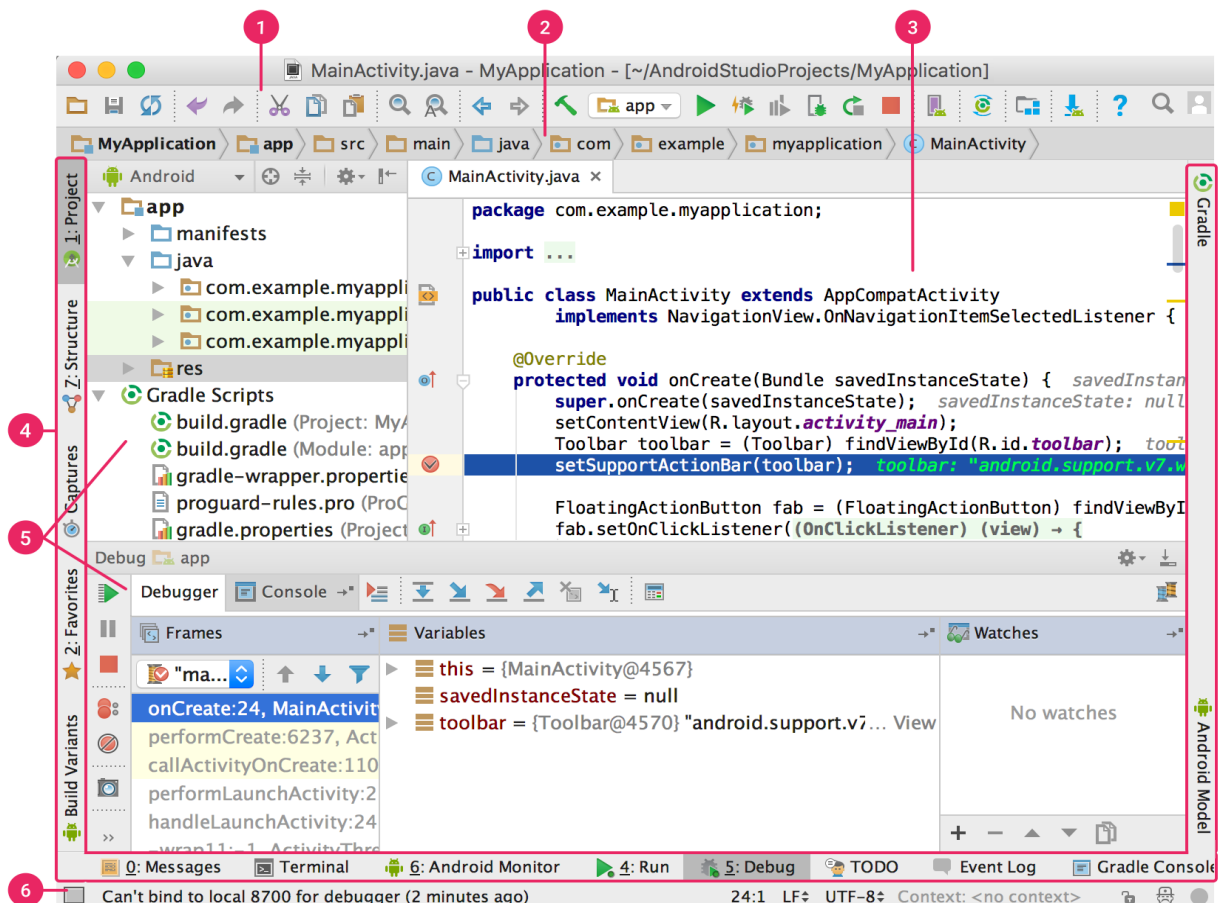 1
2
3
MainActivity.java - MyApplication - [~/AndroidStudioProjects/MyApplication]
app
?
MyApplication
app
src
main
java
com
example
myapplication
C
MainActivity
1: Project
Z: Structure
4
Captures
5
2: Favorites
Build Variants
Android
app
manifests
java
com.example.myappli
com.example.myappli
com.example.myappli
res
Gradle Scripts
build.gradle (Project: MyA
build.gradle (Module: app
gradle-wrapper.propertie
proguard-rules.pro (ProC
gradle.properties (Project
C
MainActivity.java ×
package com.example.myapplication;
import ...
public class MainActivity extends AppCompatActivity
implements NavigationView.OnNavigationItemSelectedListener {
@Override
protected void onCreate(Bundle savedInstanceState) { savedInstan
super.onCreate(savedInstanceState); savedInstanceState: null
setContentView(R.layout.activity_main);
Toolbar toolbar = (Toolbar) findViewById(R.id.toolbar); tool
setSupportActionBar(toolbar); toolbar: "android.support.v7.w
FloatingActionButton fab = (FloatingActionButton) findViewByI
fab.setOnClickListener((OnClickListener) (view) → {
Gradle
Android Model
Debug app
Debugger
Console
Frames
Variables
Watches
"ma...
onCreate:24, MainActivit
performCreate:6237, Act
callActivityOnCreate:110
performLaunchActivity:2
handleLaunchActivity:24
-wrap11:-1, ActivityThre
this = {MainActivity@4567}
savedInstanceState = null
toolbar = {Toolbar@4570} "android.support.v7... View
No watches
0: Messages
Terminal
6: Android Monitor
4: Run
5: Debug
TODO
Event Log
Gradle Console
6
Can't bind to local 8700 for debugger (2 minutes ago)
24:1
LF
UTF-8
Context: <no context>